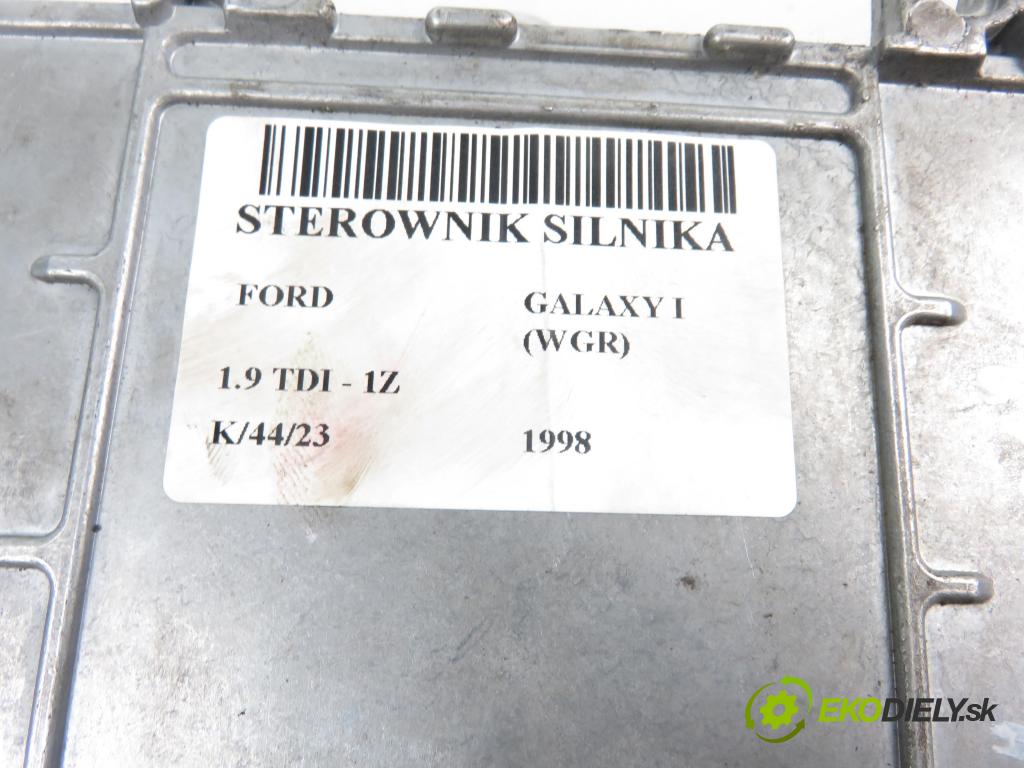 STEROWNIK SILNIKA
FORD
GALAXY I
(WGR)
1.9 TDI - 1Z
K/44/23
1998
EKODIELY.sk